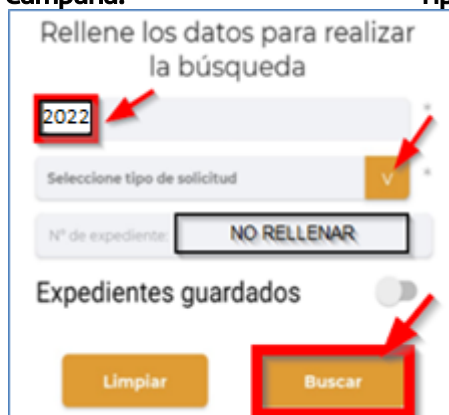 Campaña:
Rellene los datos para realizar
la búsqueda
2022 *
Seleccione tipo de solicitud V *
Nº de expediente: NO RELLENAR
Expedientes guardados
Limpiar Buscar